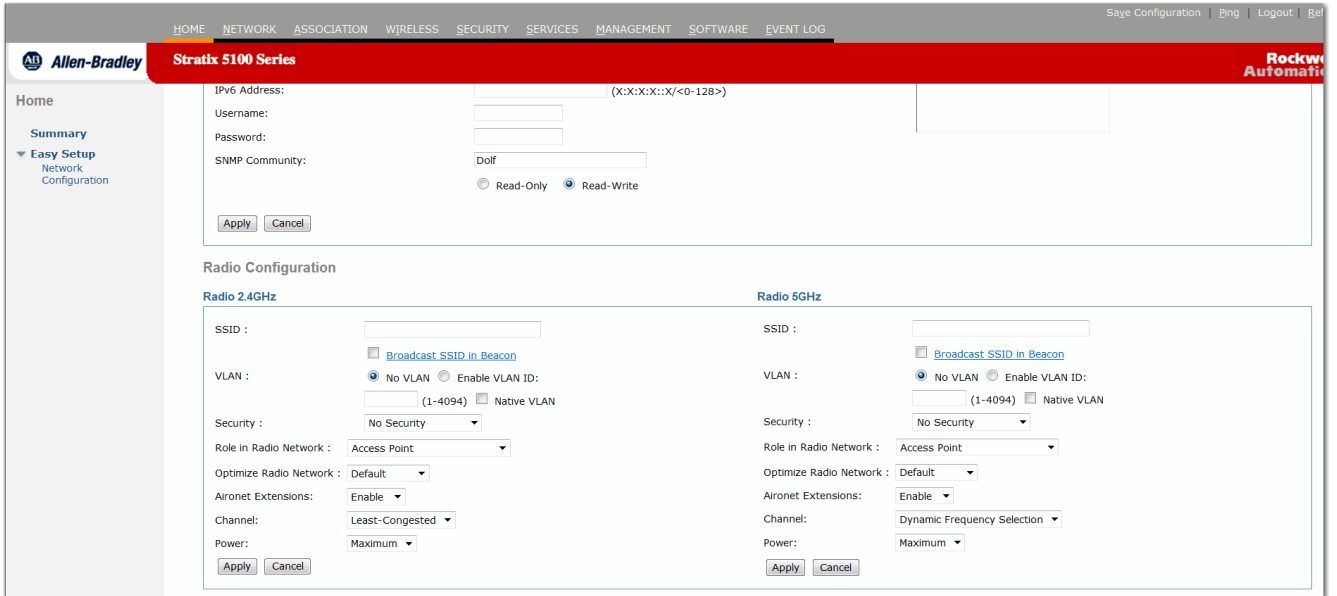 Save Configuration | Ping | Logout |
HOME NETWORK ASSOCIATION WIRELESS SECURITY SERVICES MANAGEMENT SOFTWARE EVENT LOG
AB Allen-Bradley
Stratix 5100 Series
Home
Summary
Easy Setup
Network
Configuration
IPv6 Address: (X:X:X:X::X/<0-128>)
Username:
Password:
SNMP Community: Dolf
Read-Only Read-Write
Apply Cancel
Radio Configuration
Radio 2.4GHz
SSID :
Broadcast SSID in Beacon
VLAN : No VLAN Enable VLAN ID:
(1-4094) Native VLAN
Security : No Security
Role in Radio Network : Access Point
Optimize Radio Network : Default
Aironet Extensions: Enable
Channel: Least-Congested
Power: Maximum
Apply Cancel
Radio 5GHz
SSID :
Broadcast SSID in Beacon
VLAN : No VLAN Enable VLAN ID:
(1-4094) Native VLAN
Security : No Security
Role in Radio Network : Access Point
Optimize Radio Network : Default
Aironet Extensions: Enable
Channel: Dynamic Frequency Selection
Power: Maximum
Apply Cancel